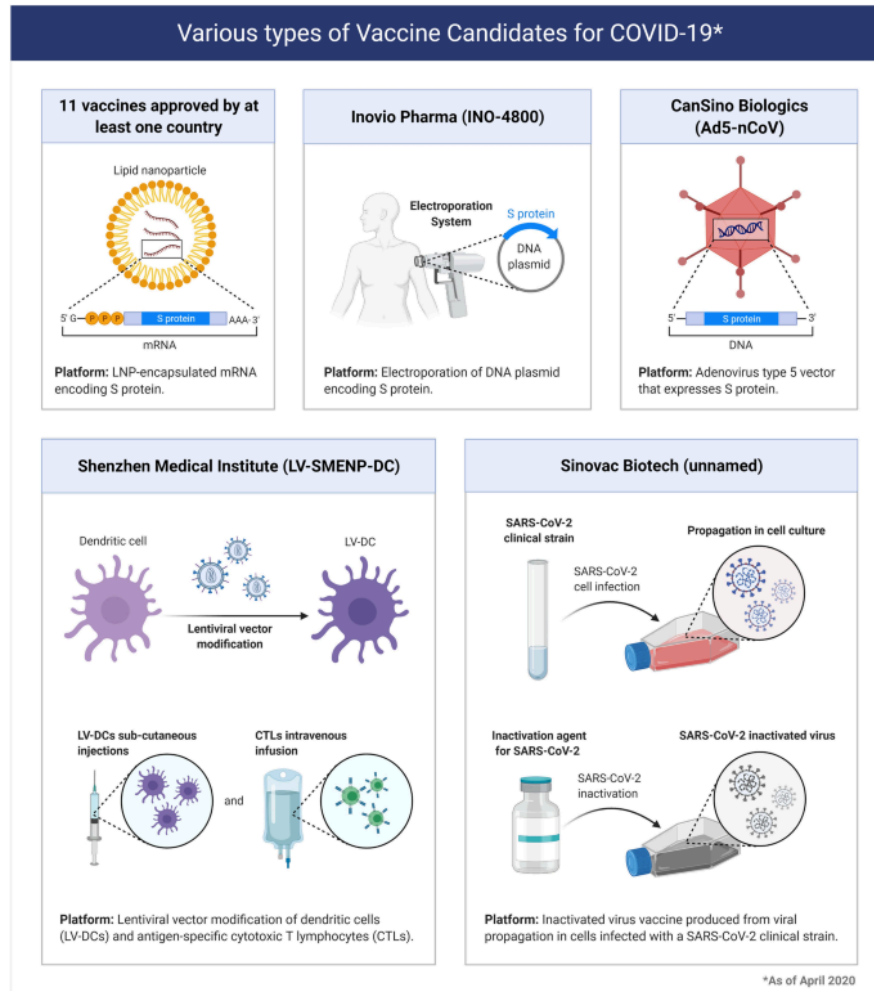 Various types of Vaccine Candidates for COVID-19*
11 vaccines approved by at
least one country
Lipid nanoparticle
5' G
P P P
S protein
AAA-3'
mRNA
Platform: LNP-encapsulated mRNA
encoding S protein.
Inovio Pharma (INO-4800)
Electroporation
System
S protein
DNA
plasmid
Platform: Electroporation of DNA plasmid
encoding S protein.
CanSino Biologics
(Ad5-nCoV)
5'
S protein
3'
DNA
Platform: Adenovirus type 5 vector
that expresses S protein.
Shenzhen Medical Institute (LV-SMENP-DC)
Dendritic cell
LV-DC
Lentiviral vector
modification
LV-DCs sub-cutaneous
injections
and
CTLs intravenous
infusion
Platform: Lentiviral vector modification of dendritic cells
(LV-DCs) and antigen-specific cytotoxic T lymphocytes (CTLs).
Sinovac Biotech (unnamed)
SARS-CoV-2
clinical strain
SARS-CoV-2
cell infection
Propagation in cell culture
Inactivation agent
for SARS-CoV-2
SARS-CoV-2
inactivation
SARS-CoV-2 inactivated virus
Platform: Inactivated virus vaccine produced from viral
propagation in cells infected with a SARS-CoV-2 clinical strain.
*As of April 2020